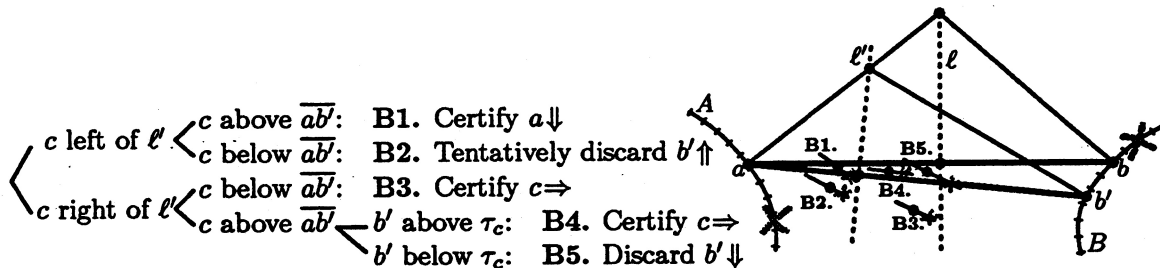 c left of ℓ′
c above ab′: B1. Certify a⇓
c below ab′: B2. Tentatively discard b′⇑
c right of ℓ′
c below ab′: B3. Certify c⇒
c above ab′
b′ above τc: B4. Certify c⇒
b′ below τc: B5. Discard b′⇓
ℓ′
ℓ
A
B1.
B5.
a
b
B4.
B2.
b′
B3.
B